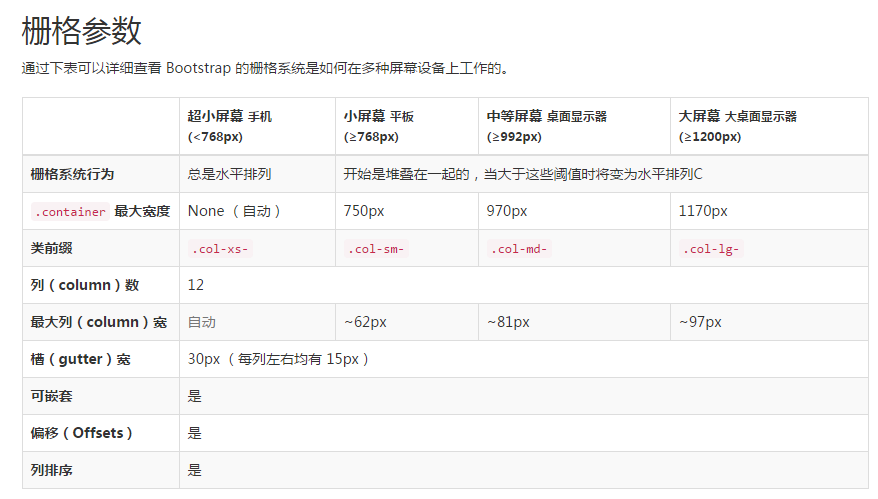 栅格参数
通过下表可以详细查看 Bootstrap 的栅格系统是如何在多种屏幕设备上工作的。
超小屏幕 手机 (<768px)
小屏幕 平板 (≥768px)
中等屏幕 桌面显示器 (≥992px)
大屏幕 大桌面显示器 (≥1200px)
栅格系统行为 总是水平排列 开始是堆叠在一起的，当大于这些阈值时将变为水平排列C
.container 最大宽度 None （自动） 750px 970px 1170px
类前缀 .col-xs- .col-sm- .col-md- .col-lg-
列（column）数 12
最大列（column）宽 自动 ~62px ~81px ~97px
槽（gutter）宽 30px （每列左右均有 15px）
可嵌套 是
偏移（Offsets） 是
列排序 是